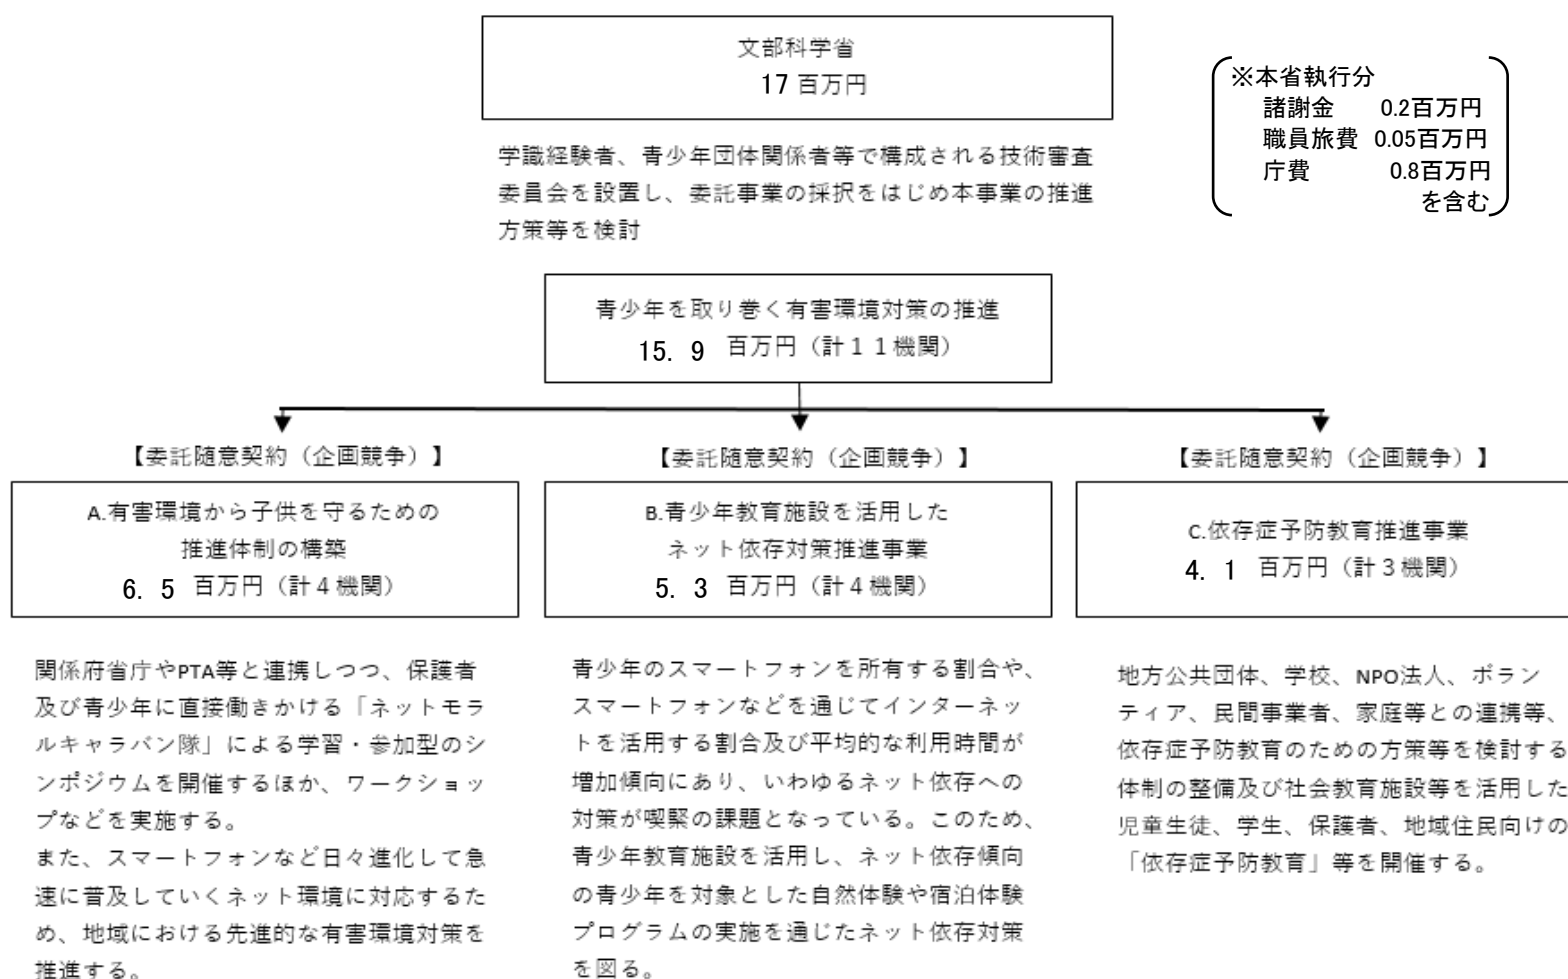 文部科学省
17 百万円
※本省執行分
諸謝金 0.2百万円
職員旅費 0.05百万円
庁費 0.8百万円
を含む
学識経験者、青少年団体関係者等で構成される技術審査
委員会を設置し、委託事業の採択をはじめ本事業の推進
方策等を検討
青少年を取り巻く有害環境対策の推進
15. 9 百万円（計１１機関）
【委託随意契約（企画競争）】
A.有害環境から子供を守るための
推進体制の構築
6. 5 百万円（計４機関）
関係府省庁やPTA等と連携しつつ、保護者
及び青少年に直接働きかける「ネットモラ
ルキャラバン隊」による学習・参加型のシ
ンポジウムを開催するほか、ワークショッ
プなどを実施する。
また、スマートフォンなど日々進化して急
速に普及していくネット環境に対応するた
め、地域における先進的な有害環境対策を
推進する。
【委託随意契約（企画競争）】
B.青少年教育施設を活用した
ネット依存対策推進事業
5. 3 百万円（計４機関）
青少年のスマートフォンを所有する割合や、
スマートフォンなどを通じてインターネッ
トを活用する割合及び平均的な利用時間が
増加傾向にあり、いわゆるネット依存への
対策が喫緊の課題となっている。このため、
青少年教育施設を活用し、ネット依存傾向
の青少年を対象とした自然体験や宿泊体験
プログラムの実施を通じたネット依存対策
を図る。
【委託随意契約（企画競争）】
C.依存症予防教育推進事業
4. 1 百万円（計３機関）
地方公共団体、学校、NPO法人、ボラン
ティア、民間事業者、家庭等との連携等、
依存症予防教育のための方策等を検討する
体制の整備及び社会教育施設等を活用した
児童生徒、学生、保護者、地域住民向けの
「依存症予防教育」等を開催する。